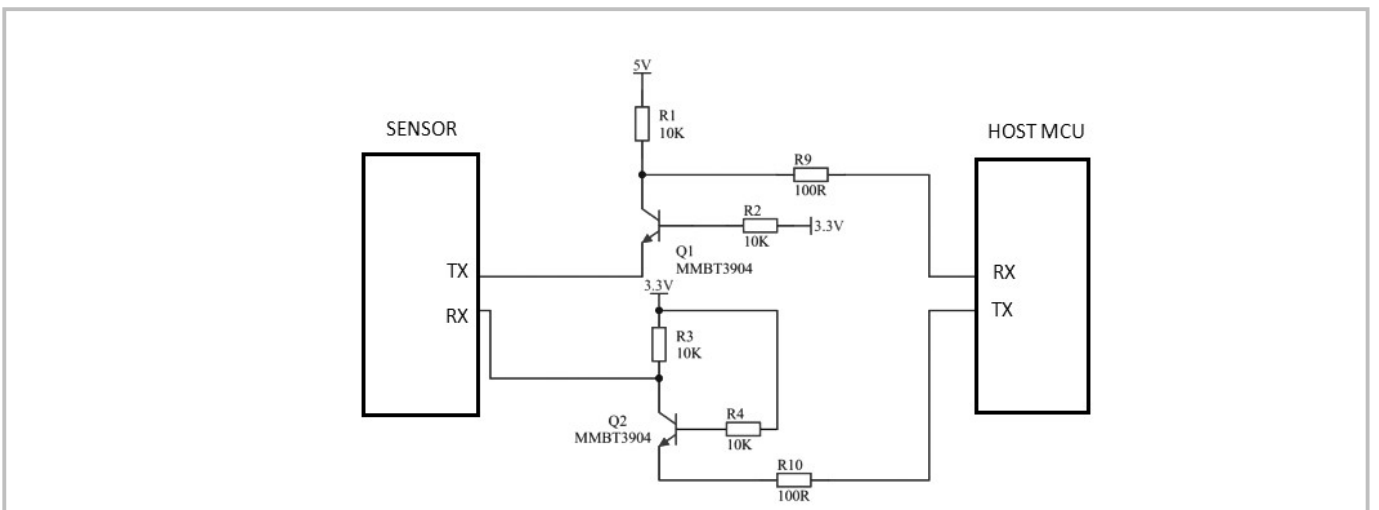 5V
R1
10K
SENSOR
HOST MCU
R9
100R
R2
10K
3.3V
Q1
MMBT3904
TX
RX
3.3V
RX
TX
R3
10K
Q2
MMBT3904
R4
10K
R10
100R